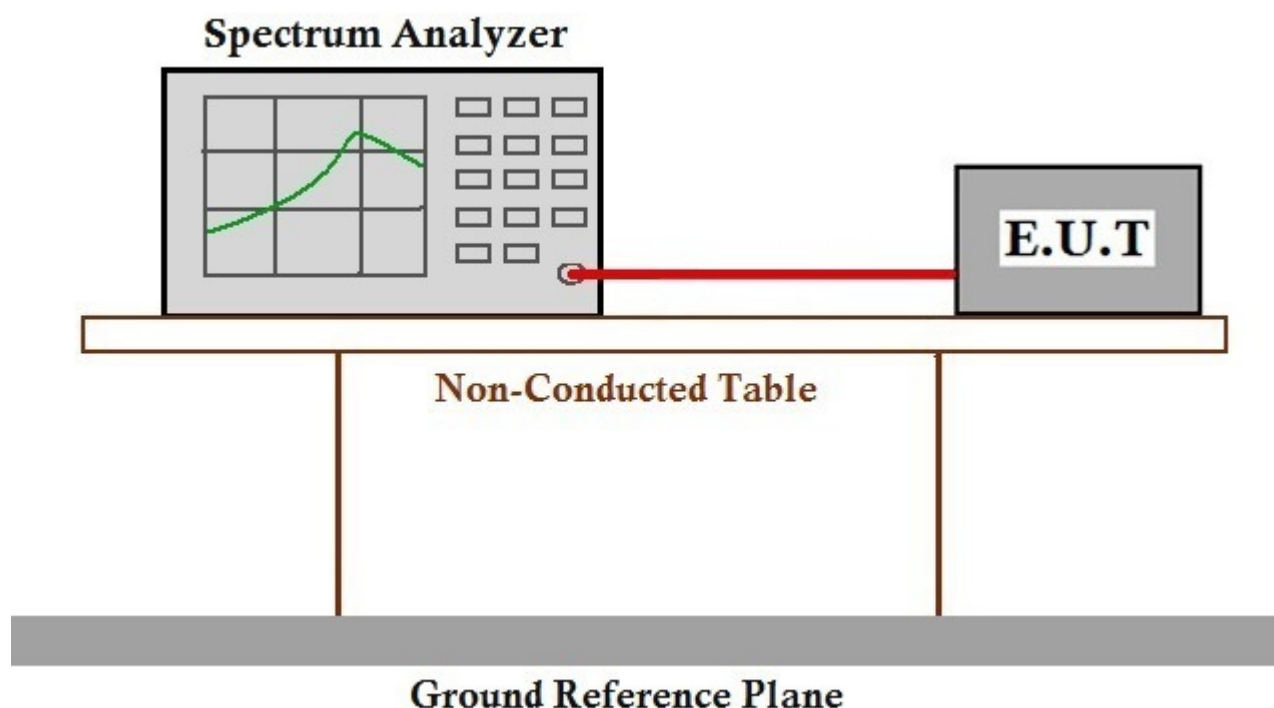 Spectrum Analyzer
E.U.T
Non-Conducted Table
Ground Reference Plane